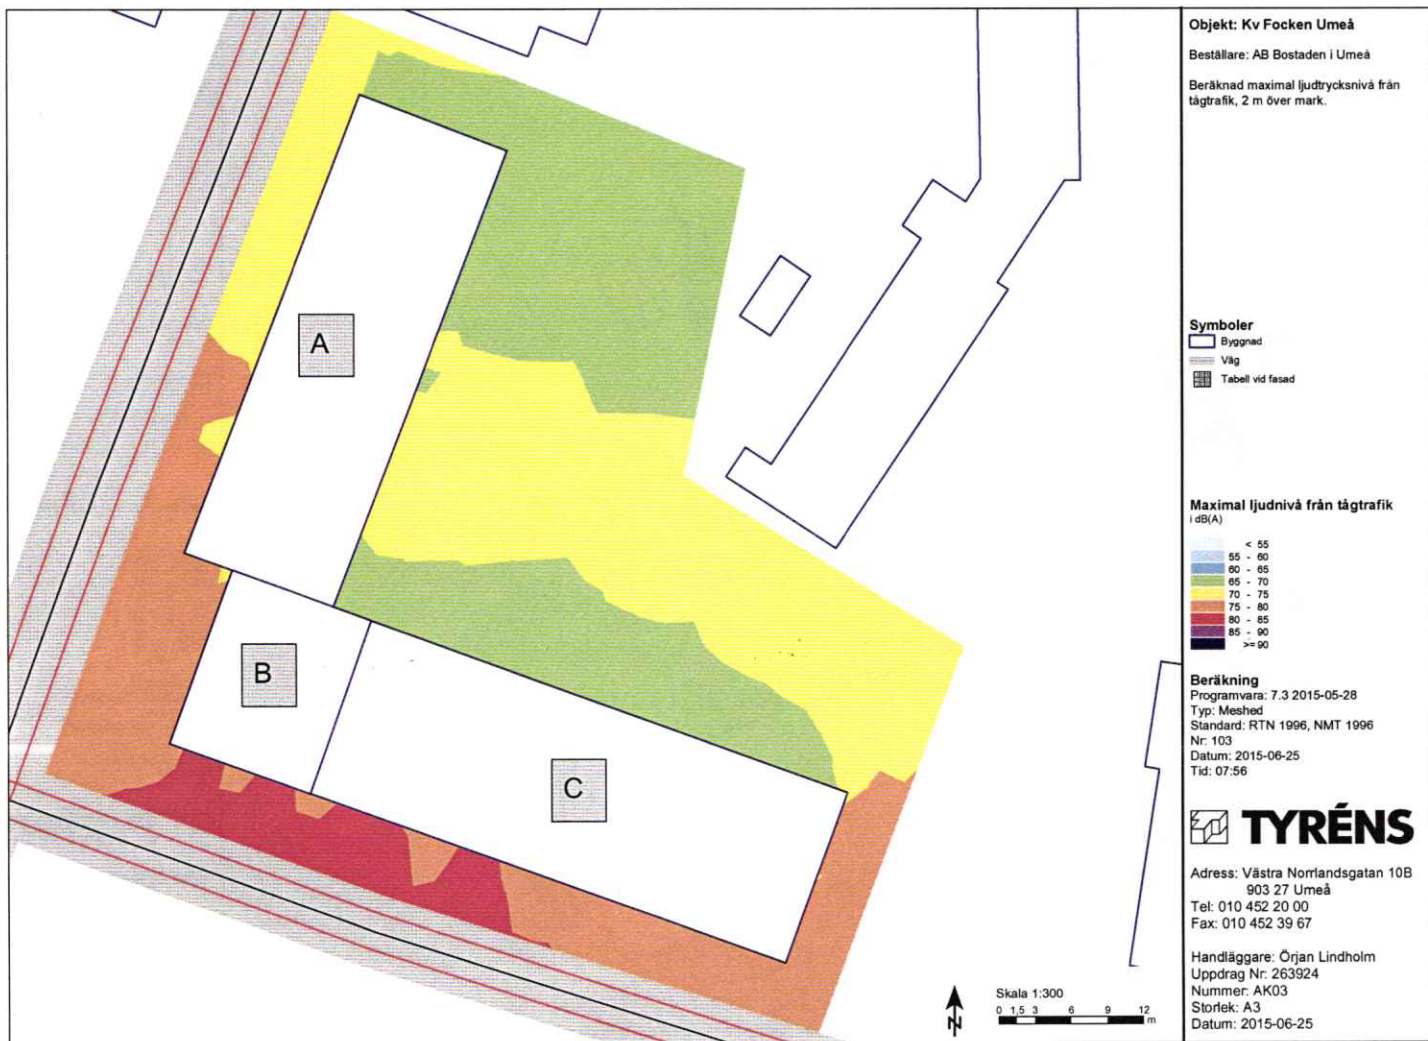 Objekt: Kv Focken Umeå
Beställare: AB Bostaden i Umeå
Beräknad maximal ljudtrycksnivå från
tågtrafik, 2 m över mark.
Symboler
Byggnad
Väg
Tabell vid fasad
Maximal ljudnivå från tågtrafik
i dB(A)
< 55
55 - 60
60 - 65
65 - 70
70 - 75
75 - 80
80 - 85
85 - 90
>= 90
Beräkning
Programvara: 7.3 2015-05-28
Typ: Meshed
Standard: RTN 1996, NMT 1996
Nr: 103
Datum: 2015-06-25
Tid: 07:56
TYRÉNS
Adress: Västra Norrlandsgatan 10B
903 27 Umeå
Tel: 010 452 20 00
Fax: 010 452 39 67
Handläggare: Örjan Lindholm
Uppdrag Nr: 263924
Nummer: AK03
Storlek: A3
Datum: 2015-06-25
A
B
C
N
Skala 1:300
0 1,5 3 6 9 12
m